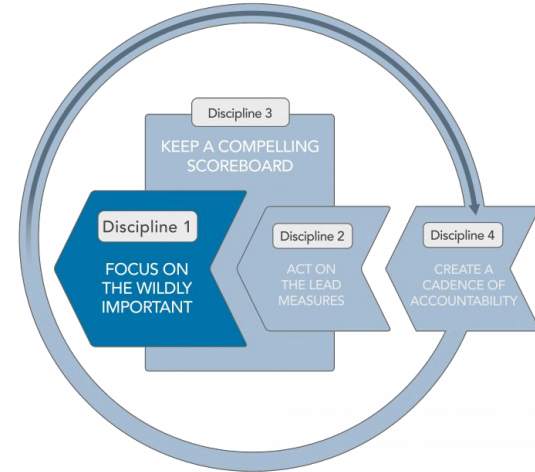 Discipline 3
KEEP A COMPELLING
SCOREBOARD
Discipline 1
FOCUS ON
THE WILDLY
IMPORTANT
Discipline 2
ACT ON
THE LEAD
MEASURES
Discipline 4
CREATE A
CADENCE OF
ACCOUNTABILITY